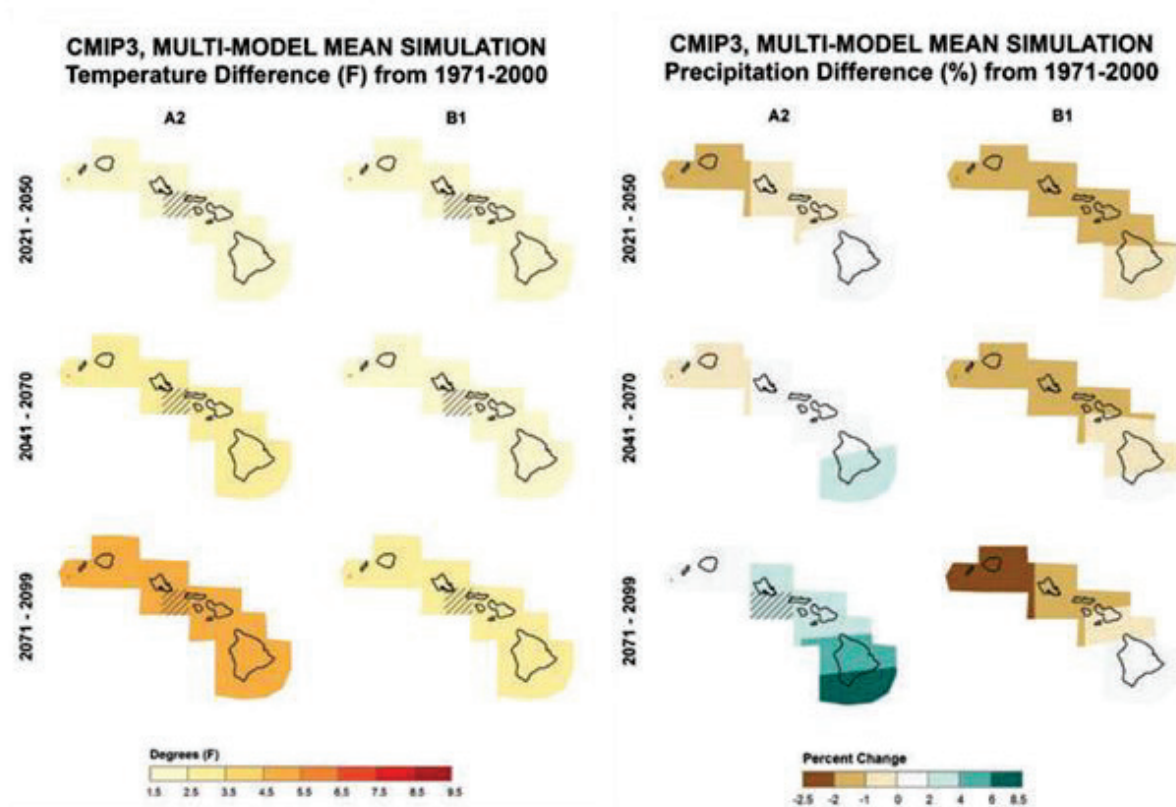 CMIP3, MULTI-MODEL MEAN SIMULATION
Temperature Difference (F) from 1971-2000
A2
B1
2021 - 2050
2041 - 2070
2071 - 2099
Degrees (F)
1.5 2.5 3.5 4.5 5.5 6.5 7.5 8.5 9.5
CMIP3, MULTI-MODEL MEAN SIMULATION
Precipitation Difference (%) from 1971-2000
A2
B1
2021 - 2050
2041 - 2070
2071 - 2099
Percent Change
-2.5 -2 -1 0 2 4 6 8.5